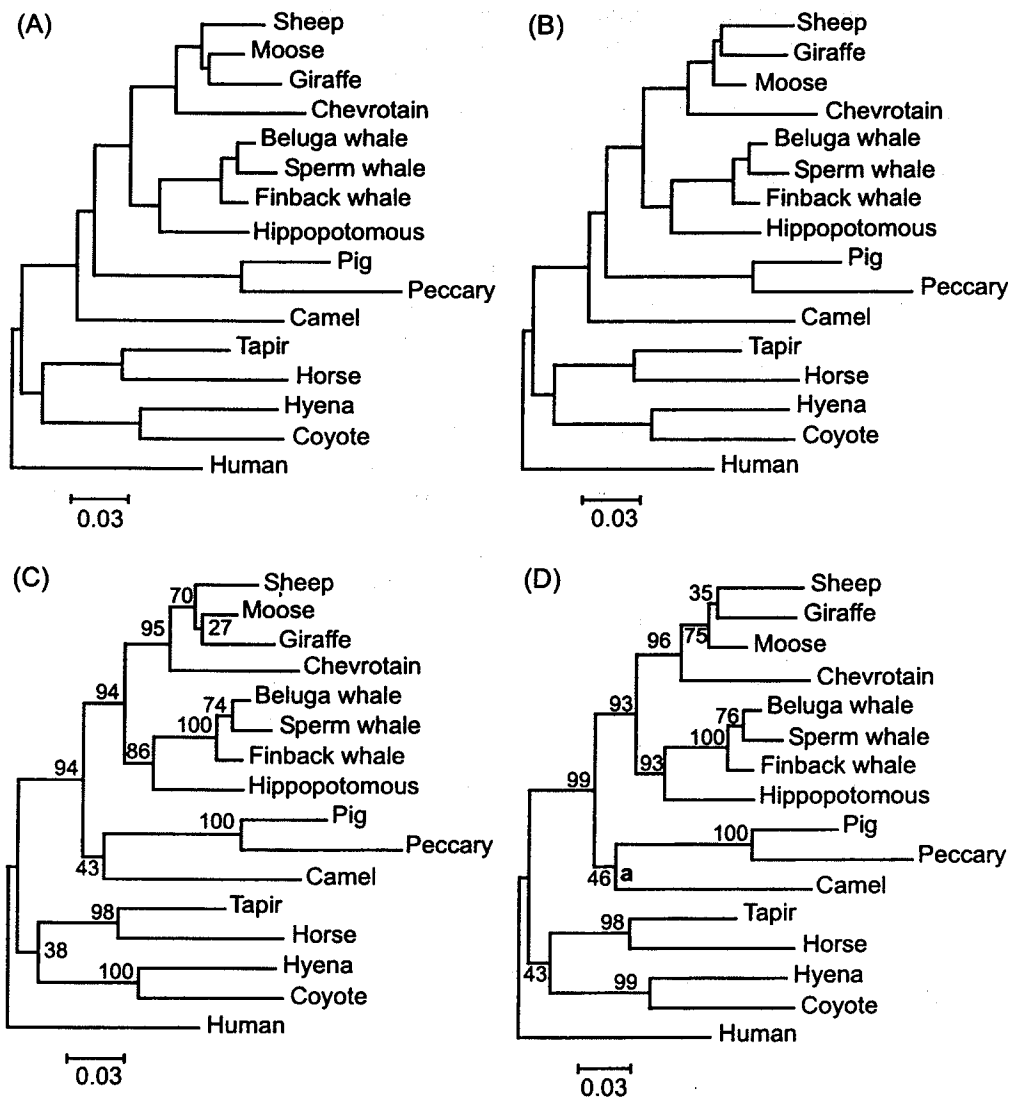 (A)
Sheep
Moose
Giraffe
Chevrotain
Beluga whale
Sperm whale
Finback whale
Hippopotomous
Pig
Peccary
Camel
Tapir
Horse
Hyena
Coyote
Human
0.03
(B)
Sheep
Giraffe
Moose
Chevrotain
Beluga whale
Sperm whale
Finback whale
Hippopotomous
Pig
Peccary
Camel
Tapir
Horse
Hyena
Coyote
Human
0.03
(C)
Sheep
70
Moose
27
95
Giraffe
Chevrotain
94
Beluga whale
74
100
Sperm whale
86
Finback whale
94
Hippopotomous
100
Pig
Peccary
43
Camel
98
Tapir
Horse
38
100
Hyena
Coyote
Human
0.03
(D)
Sheep
35
Giraffe
96
75
Moose
Chevrotain
93
Beluga whale
76
100
Sperm whale
93
Finback whale
99
Hippopotomous
100
Pig
Peccary
46 a
Camel
98
Tapir
Horse
43
99
Hyena
Coyote
Human
0.03